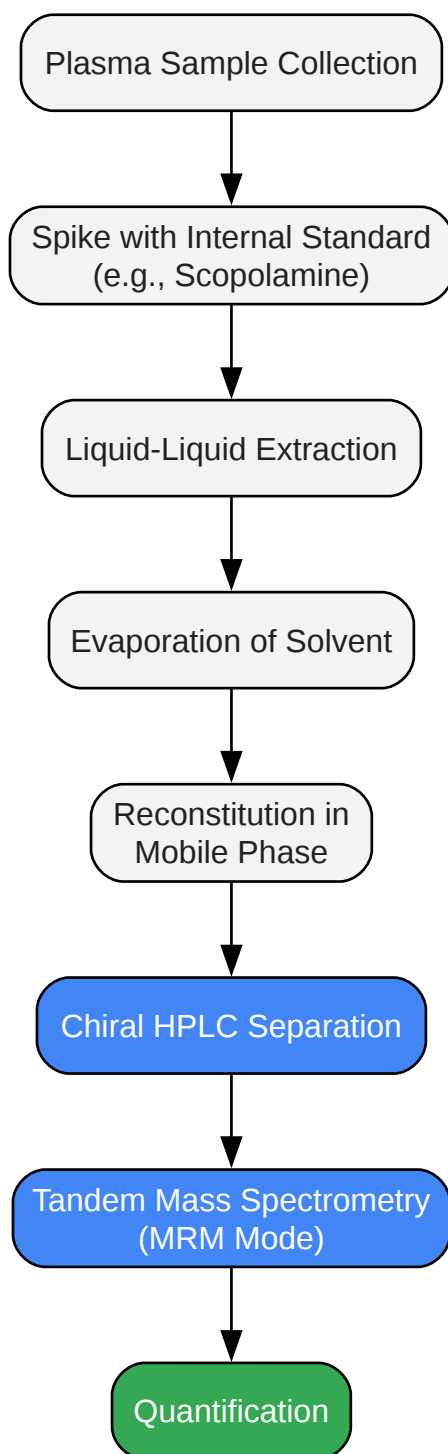 Plasma Sample Collection
Spike with Internal Standard
(e.g., Scopolamine)
Liquid-Liquid Extraction
Evaporation of Solvent
Reconstitution in
Mobile Phase
Chiral HPLC Separation
Tandem Mass Spectrometry
(MRM Mode)
Quantification